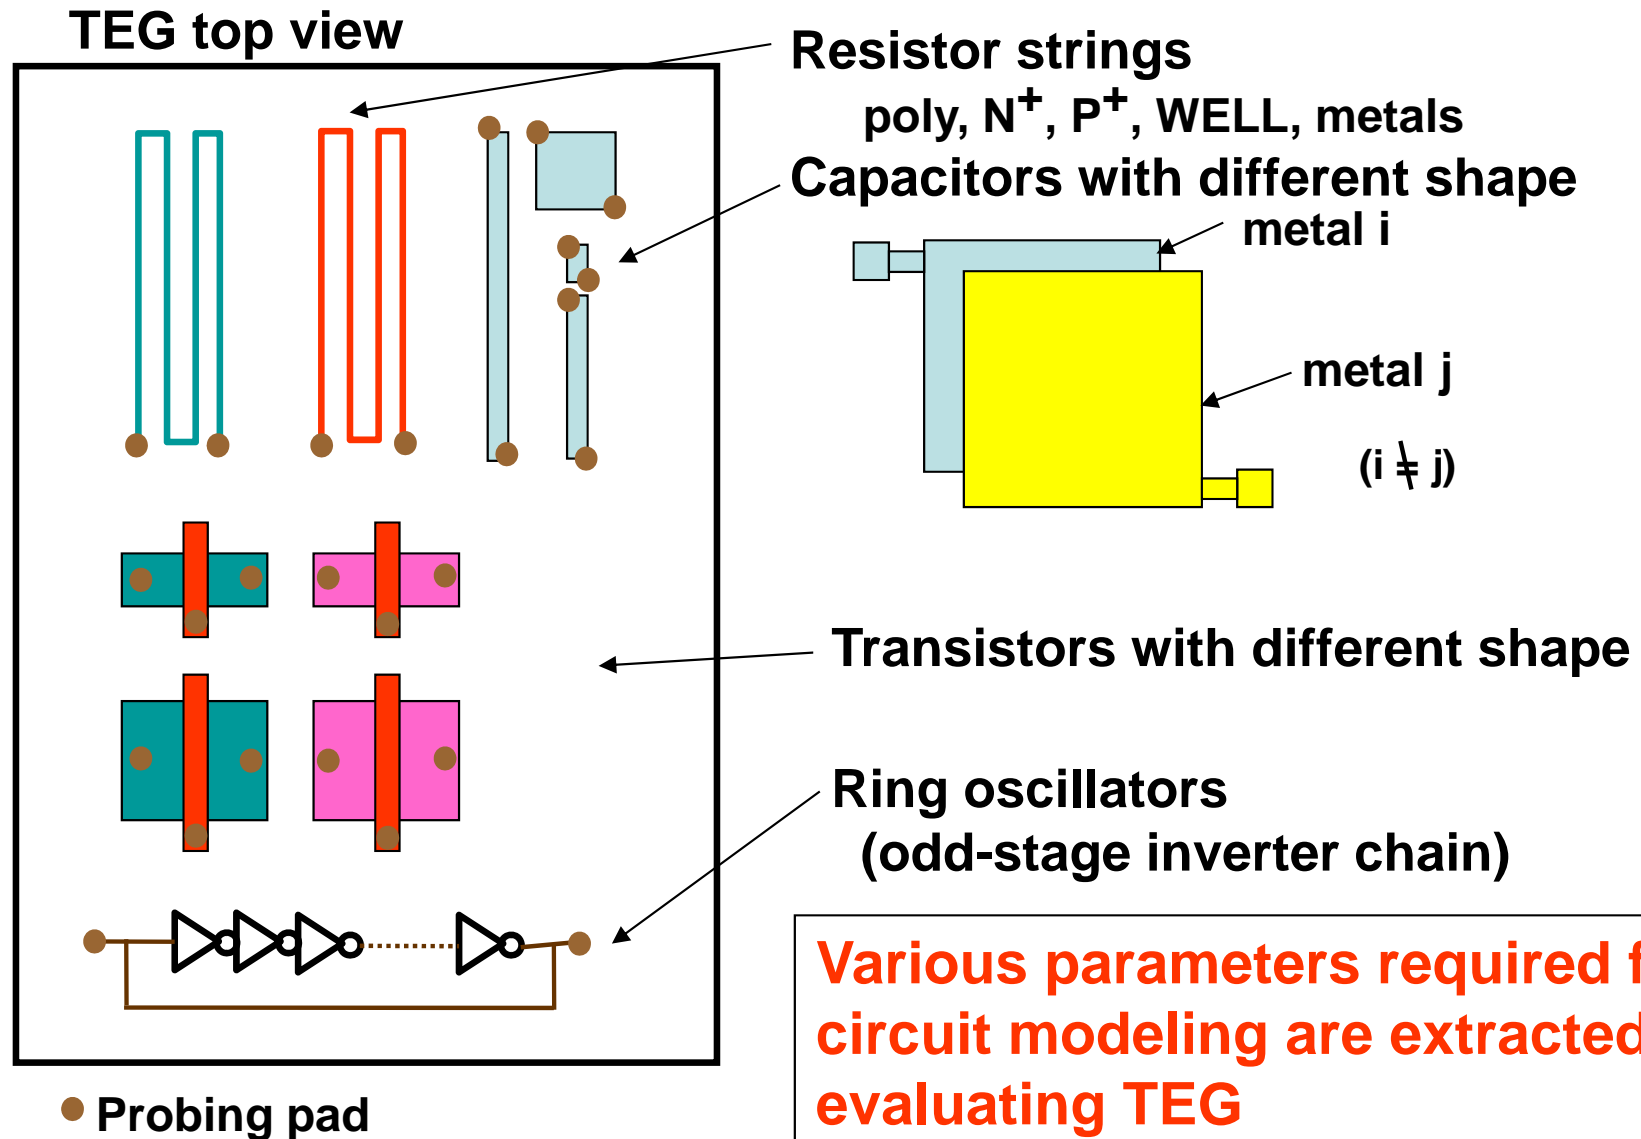 TEG top view
Resistor strings
poly, N+, P+, WELL, metals
Capacitors with different shape
metal i
metal j
(i ≠ j)
Transistors with different shape
Ring oscillators
(odd-stage inverter chain)
Various parameters required
circuit modeling are extracted
evaluating TEG
Probing pad